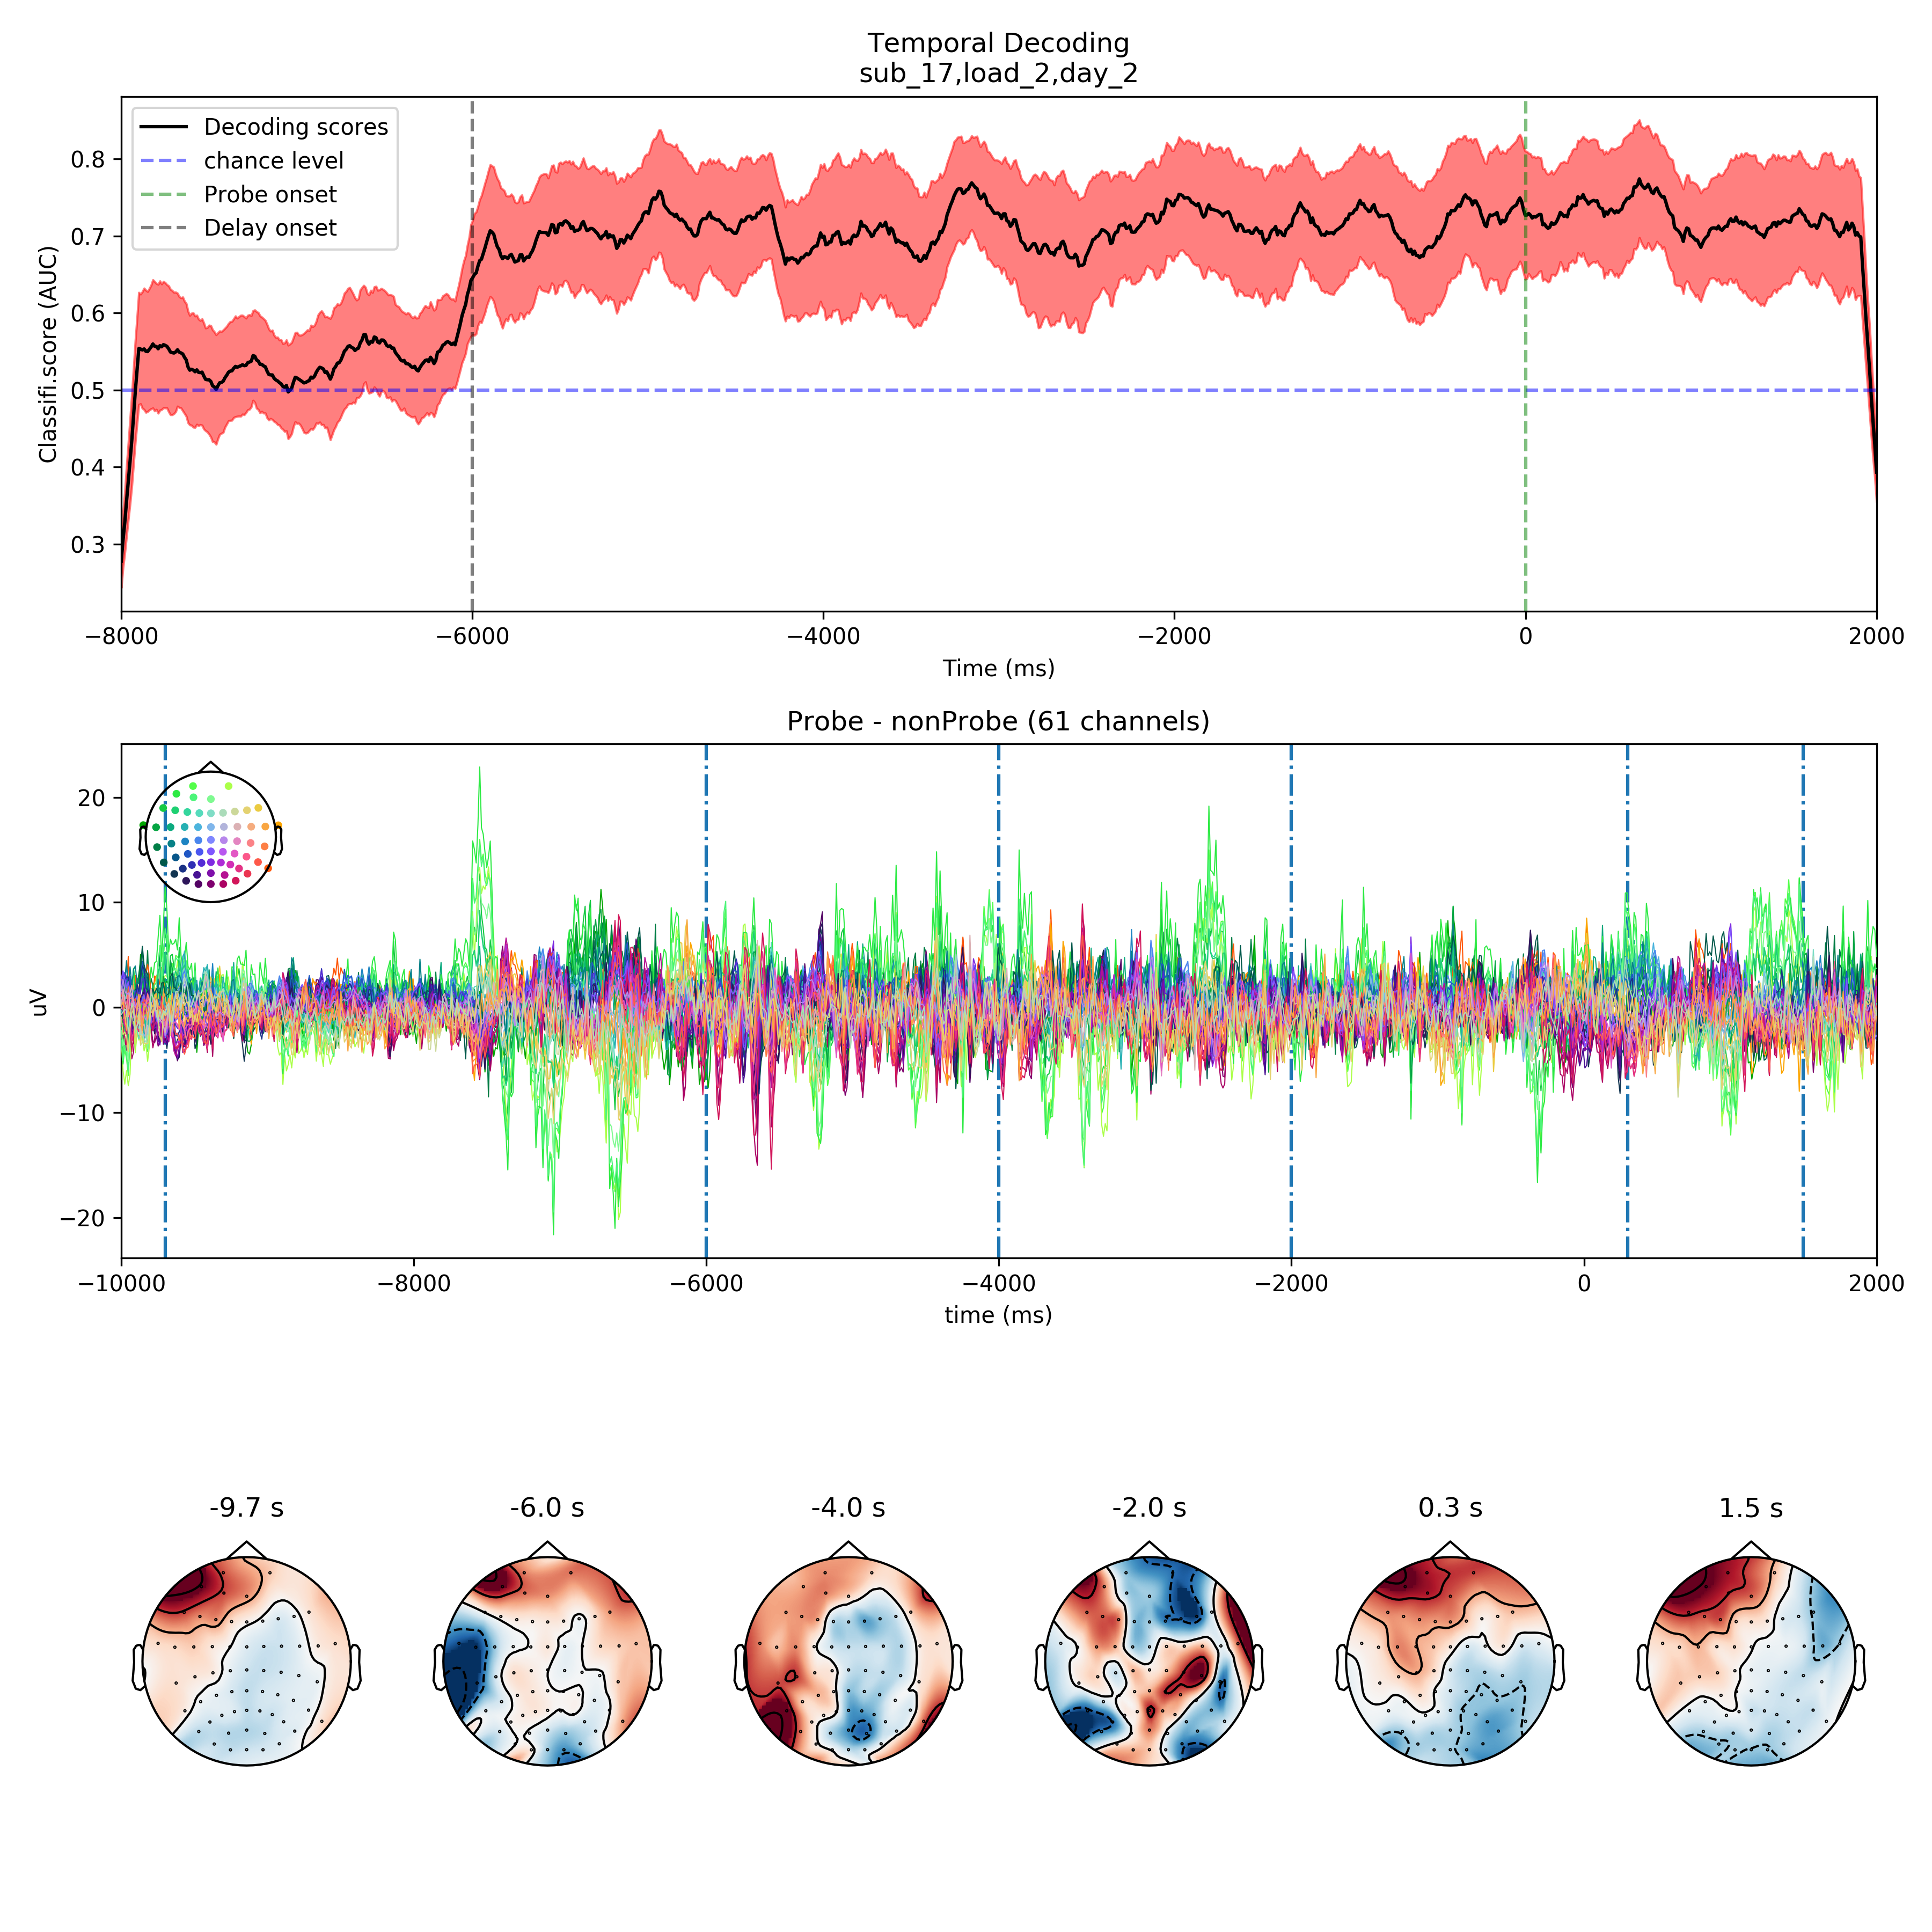 Temporal Decoding
sub_17,load_2,day_2
Decoding scores
chance level
Probe onset
Delay onset
0.8
0.7
0.6
0.5
0.4
0.3
Classifi.score (AUC)
−8000 −6000 −4000 −2000 0 2000
Time (ms)
Probe - nonProbe (61 channels)
20
10
0
−10
−20
uV
−10000 −8000 −6000 −4000 −2000 0 2000
time (ms)
-9.7 s -6.0 s -4.0 s -2.0 s 0.3 s 1.5 s